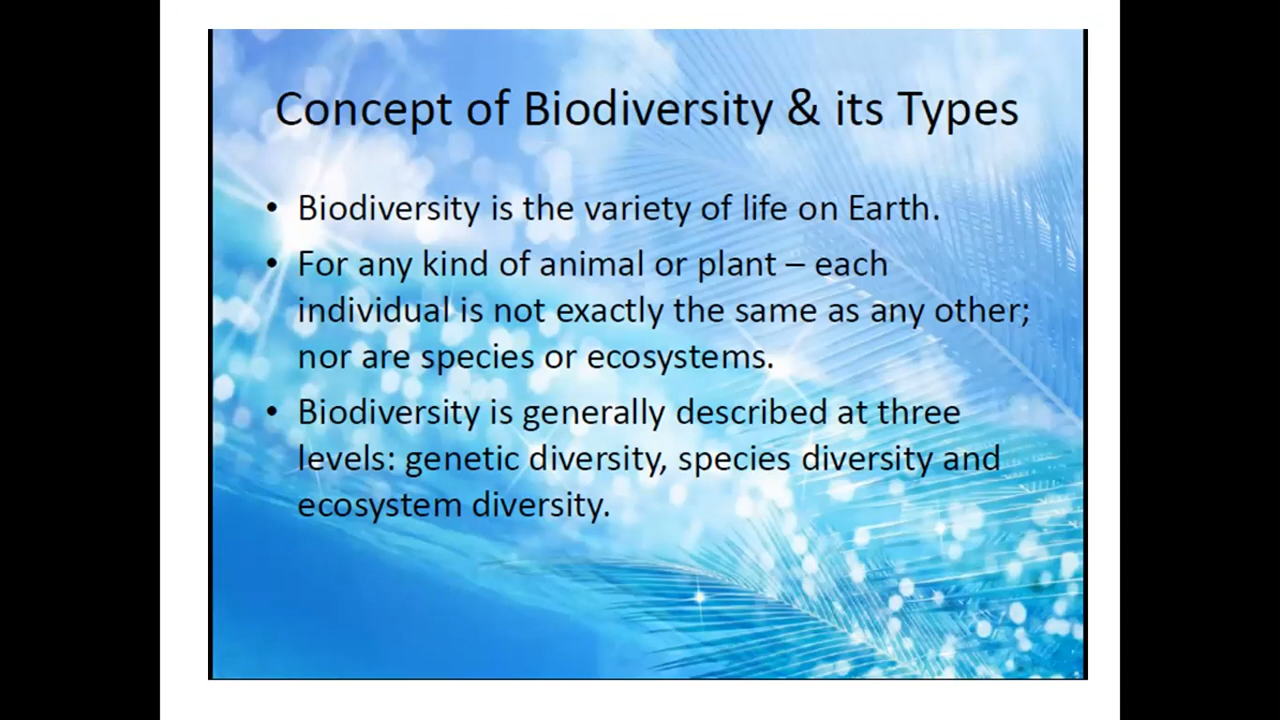 Concept of Biodiversity & its Types
• Biodiversity is the variety of life on Earth.
• For any kind of animal or plant – each
individual is not exactly the same as any other;
nor are species or ecosystems.
• Biodiversity is generally described at three
levels: genetic diversity, species diversity and
ecosystem diversity.